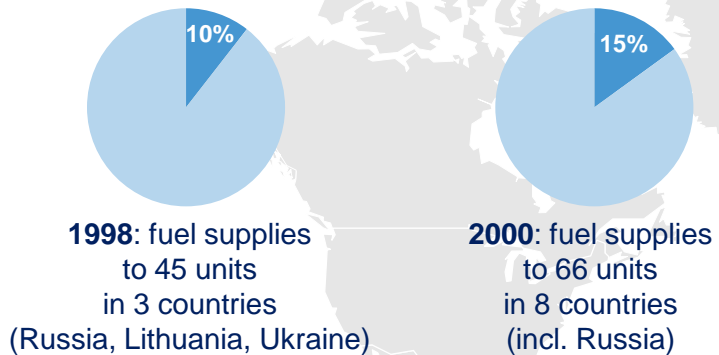 10%
15%
1998: fuel supplies
to 45 units
in 3 countries
(Russia, Lithuania, Ukraine)
2000: fuel supplies
to 66 units
in 8 countries
(incl. Russia)